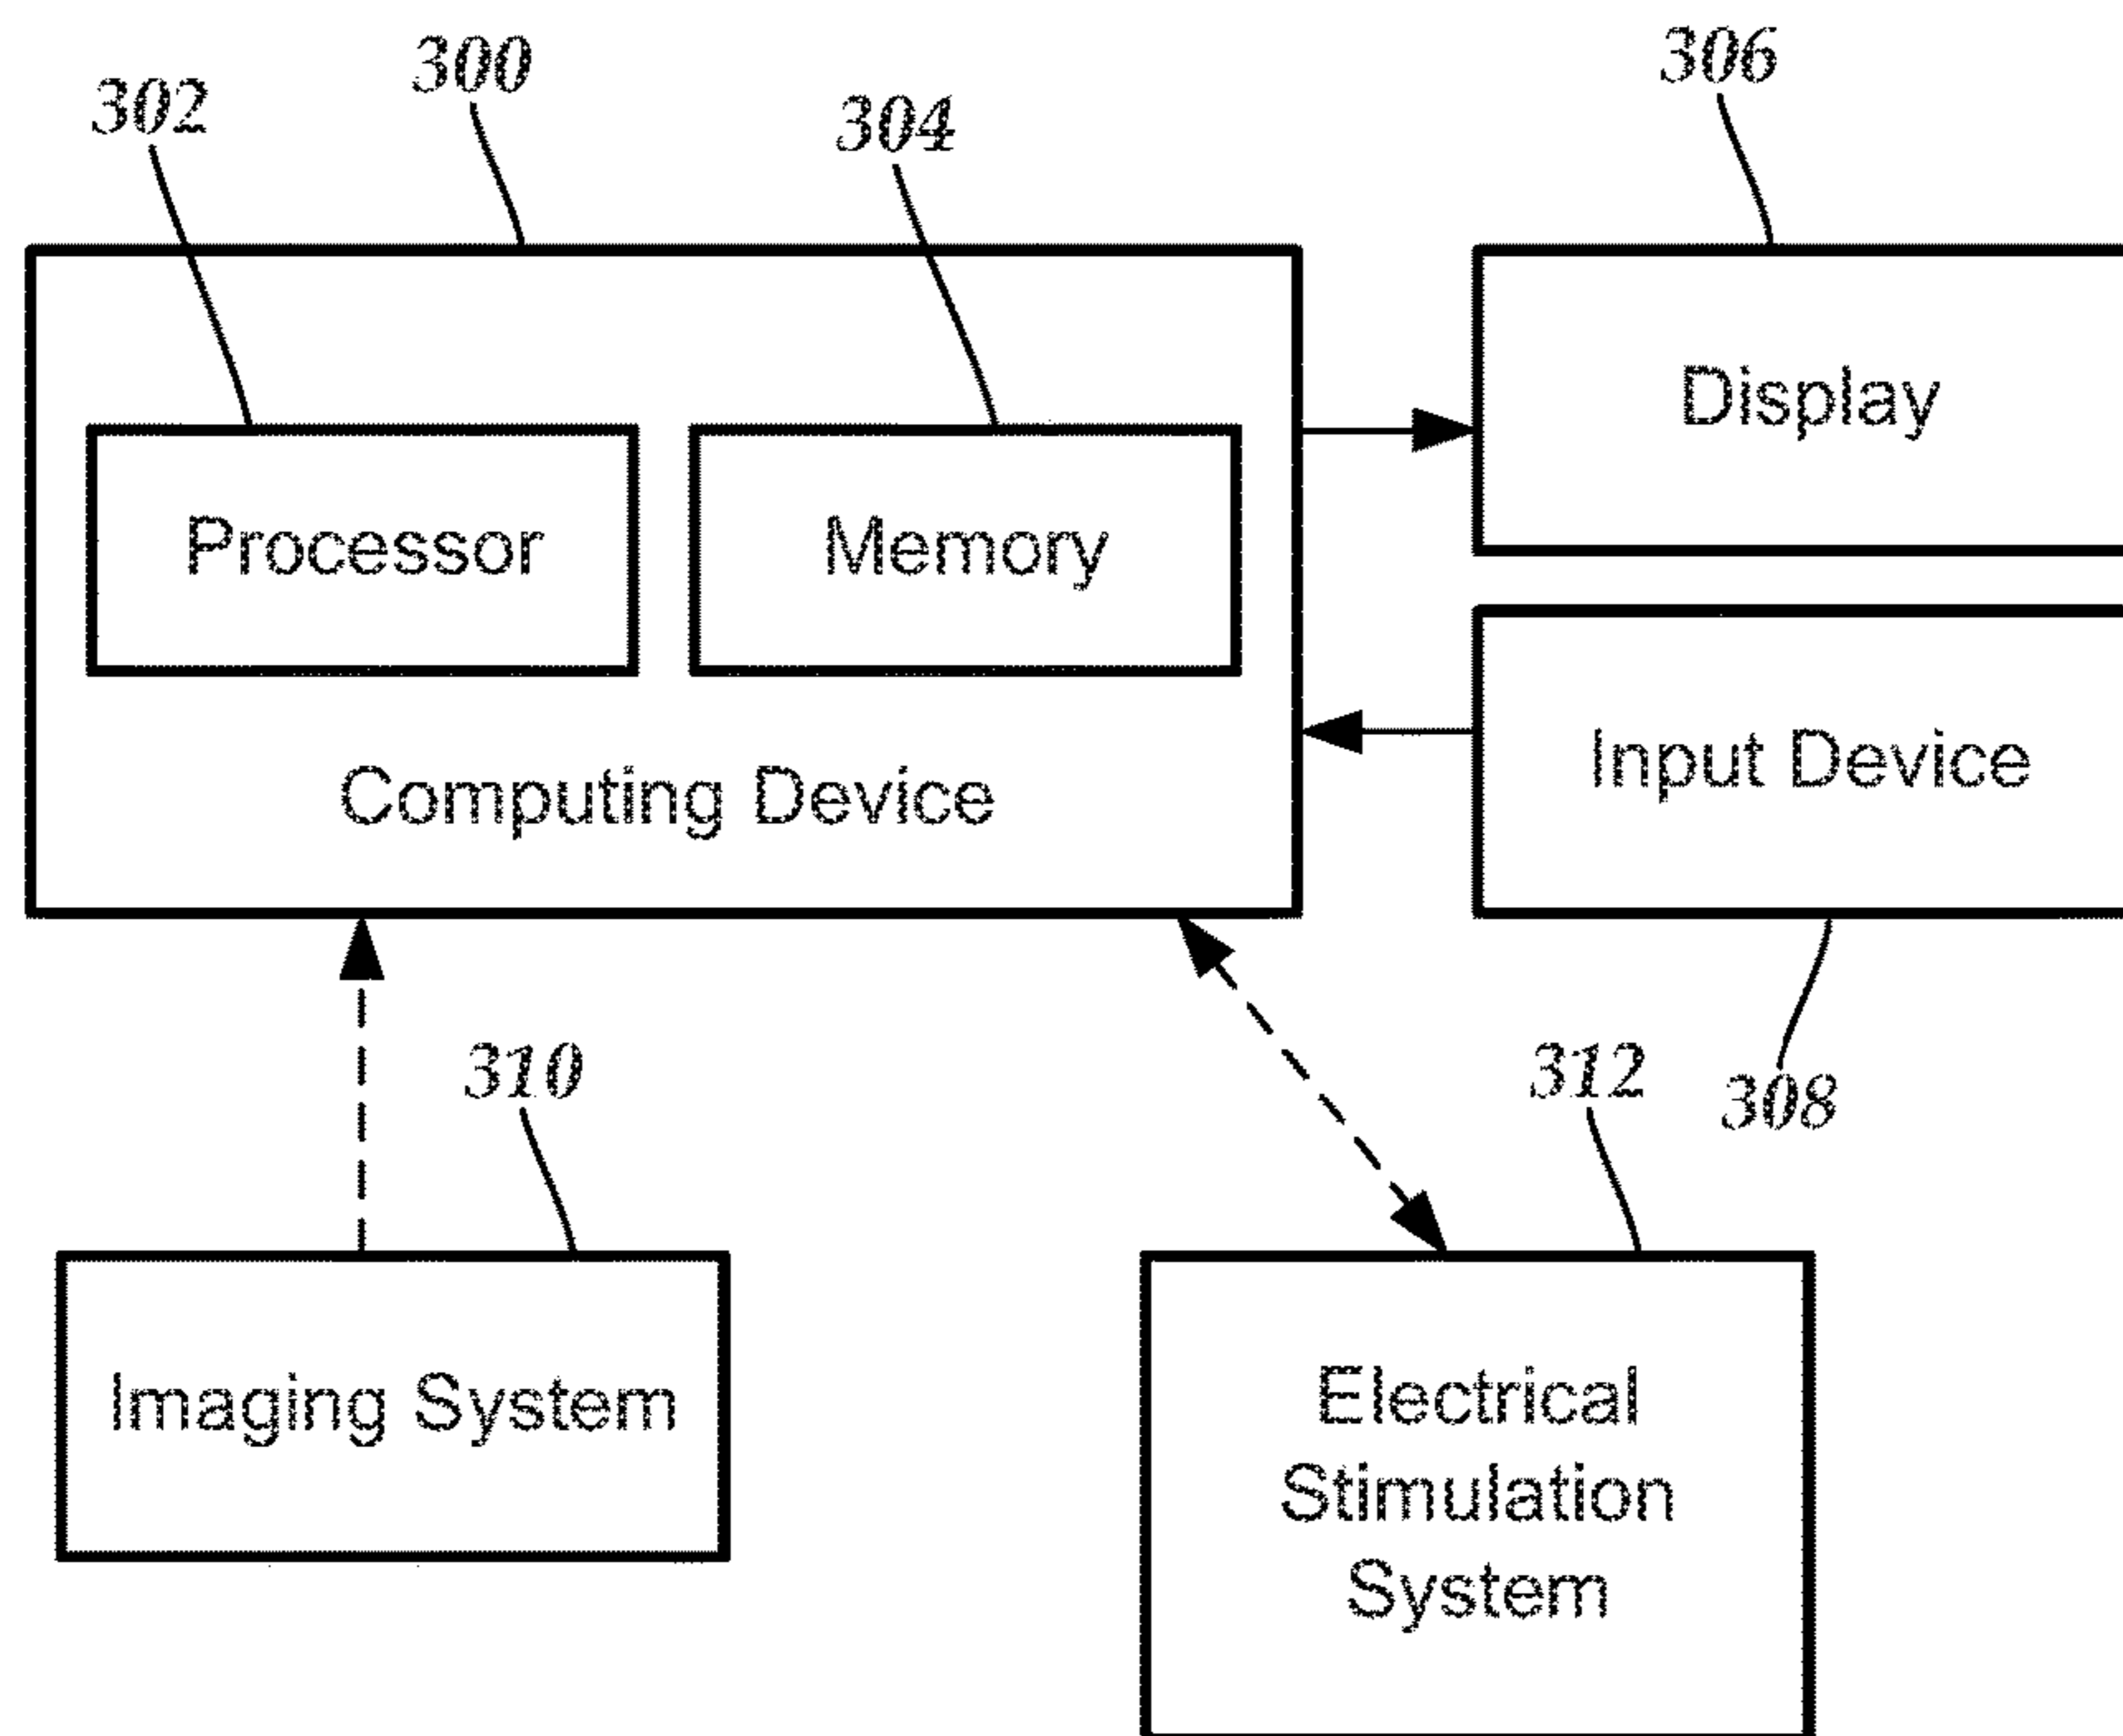 300
302
304
306
Display
Processor
Memory
Input Device
Computing Device
310
312
308
Imaging System
Electrical
Stimulation
System